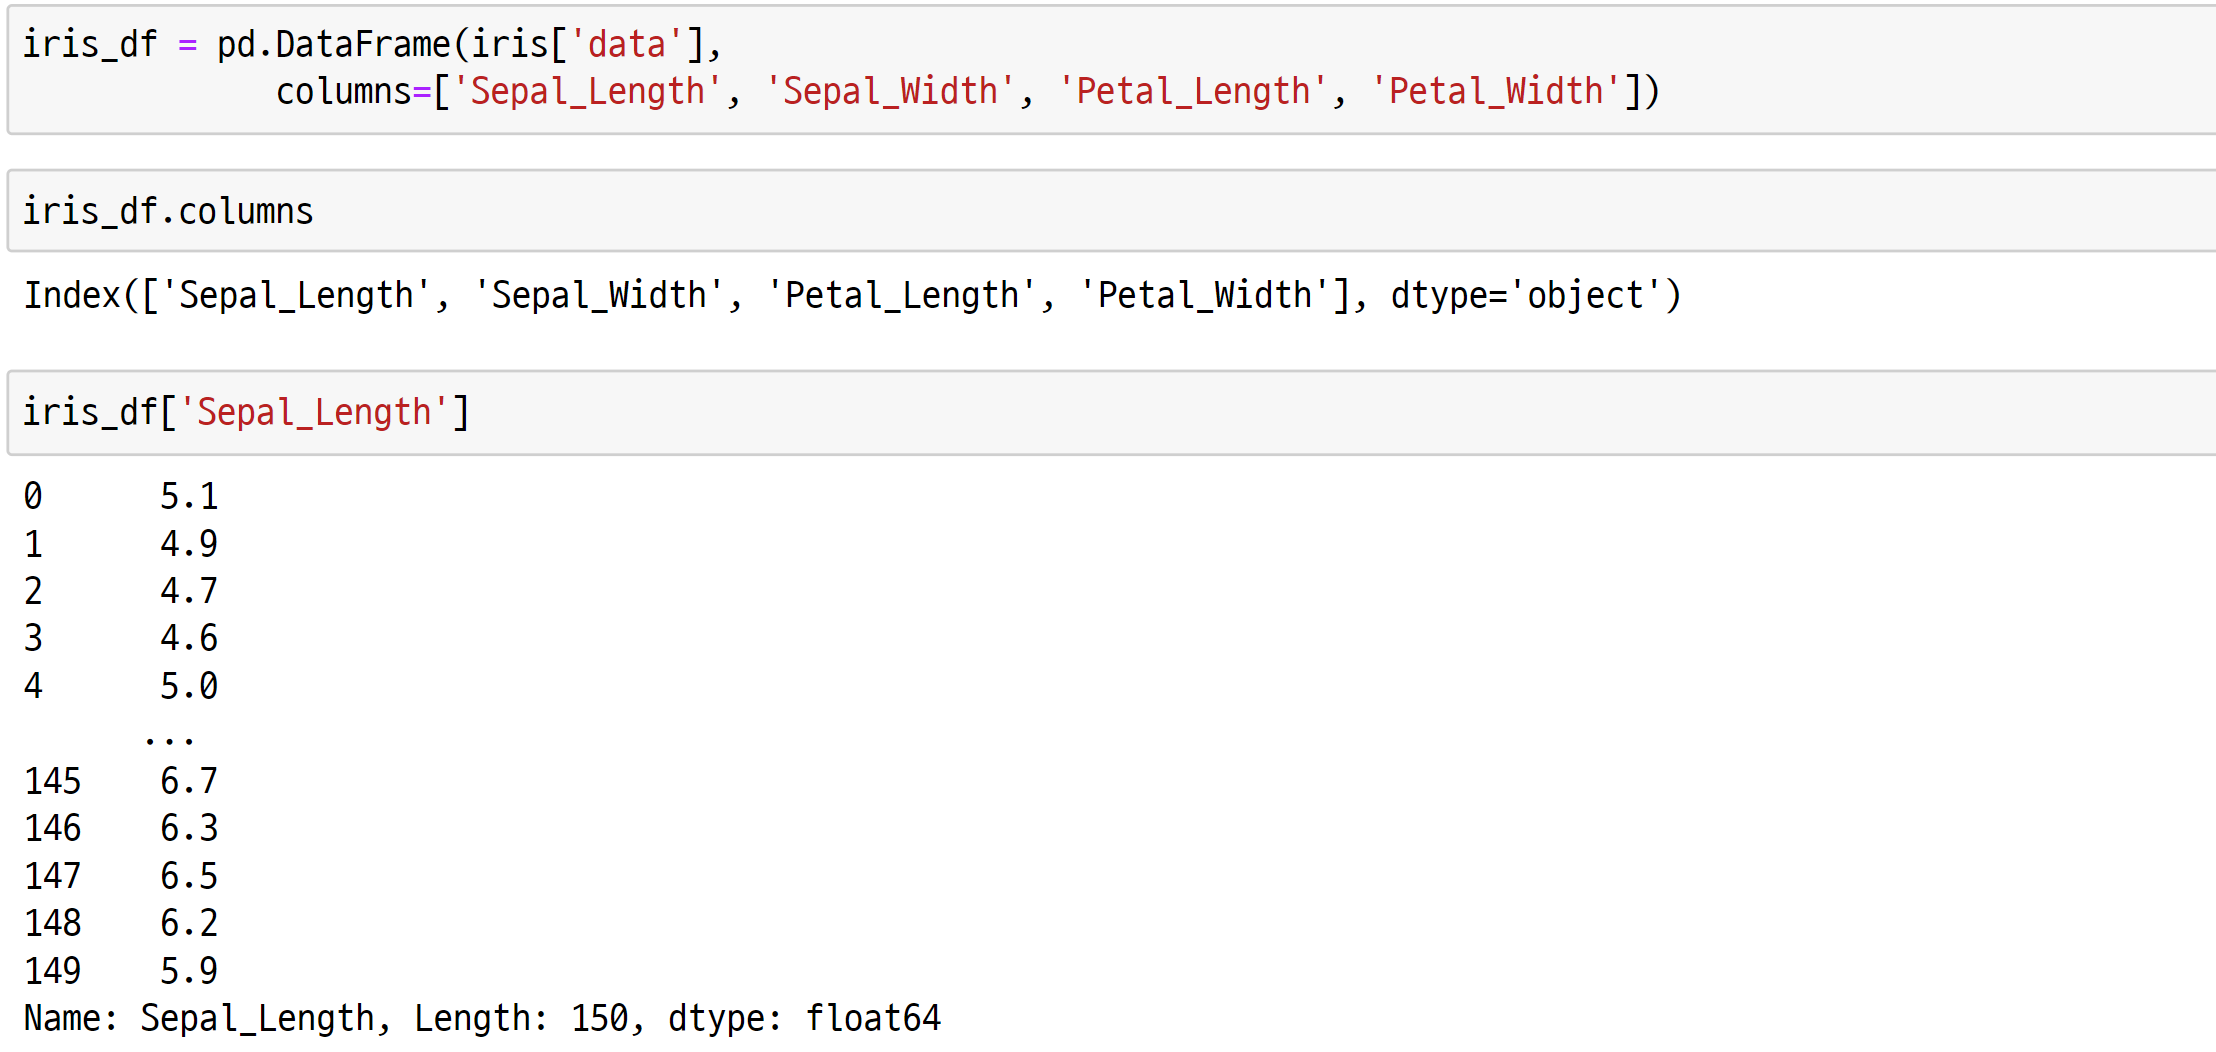 iris_df = pd.DataFrame(iris['data'],
columns=['Sepal_Length', 'Sepal_Width', 'Petal_Length', 'Petal_Width'])
iris_df.columns
Index(['Sepal_Length', 'Sepal_Width', 'Petal_Length', 'Petal_Width'], dtype='object')
iris_df['Sepal_Length']
0      5.1
1      4.9
2      4.7
3      4.6
4      5.0
...
145    6.7
146    6.3
147    6.5
148    6.2
149    5.9
Name: Sepal_Length, Length: 150, dtype: float64